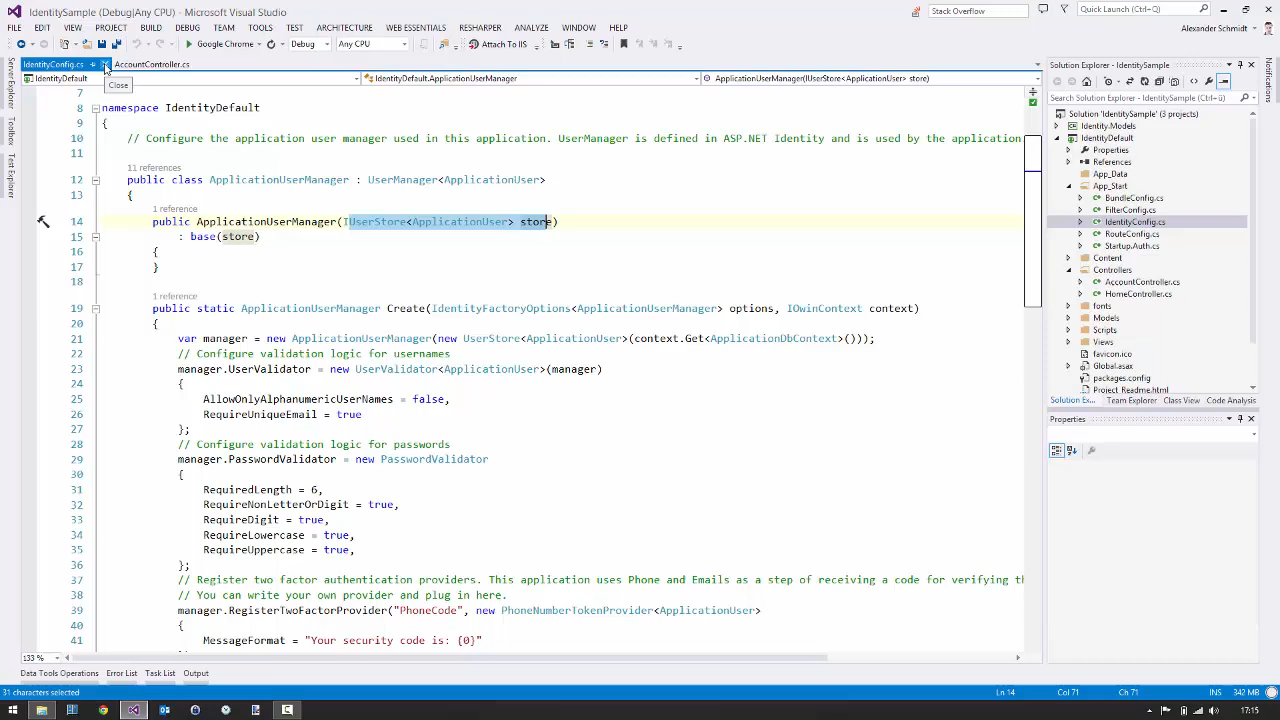 IdentitySample (Debug|Any CPU) - Microsoft Visual Studio
Stack Overflow
Quick Launch (Ctrl+Q)
FILE EDIT VIEW PROJECT BUILD DEBUG TEAM TOOLS ARCHITECTURE TEST WEB ESSENTIALS RESHARPER ANALYZE WINDOW HELP
Alexander Schmidt
Google Chrome Debug Any CPU Attach To IIS
IdentityConfig.cs AccountController.cs
IdentityDefault IdentityDefault.ApplicationUserManager ApplicationUserManager(IUserStore<ApplicationUser> store)
Close
Server Explorer
Toolbox
Test Explorer
7
8 namespace IdentityDefault
9 {
10 // Configure the application user manager used in this application. UserManager is defined in ASP.NET Identity and is used by the application.
11
11 references
12 public class ApplicationUserManager : UserManager<ApplicationUser>
13 {
1 reference
14 public ApplicationUserManager(IUserStore<ApplicationUser> store)
15 : base(store)
16 {
17 }
18
1 reference
19 public static ApplicationUserManager Create(IdentityFactoryOptions<ApplicationUserManager> options, IOwinContext context)
20 {
21 var manager = new ApplicationUserManager(new UserStore<ApplicationUser>(context.Get<ApplicationDbContext>()));
22 // Configure validation logic for usernames
23 manager.UserValidator = new UserValidator<ApplicationUser>(manager)
24 {
25 AllowOnlyAlphanumericUserNames = false,
26 RequireUniqueEmail = true
27 };
28 // Configure validation logic for passwords
29 manager.PasswordValidator = new PasswordValidator
30 {
31 RequiredLength = 6,
32 RequireNonLetterOrDigit = true,
33 RequireDigit = true,
34 RequireLowercase = true,
35 RequireUppercase = true,
36 };
37 // Register two factor authentication providers. This application uses Phone and Emails as a step of receiving a code for verifying th
38 // You can write your own provider and plug in here.
39 manager.RegisterTwoFactorProvider("PhoneCode", new PhoneNumberTokenProvider<ApplicationUser>
40 {
41 MessageFormat = "Your security code is: {0}"
133 %
Data Tools Operations Error List Task List Output
31 characters selected
Ln 14 Col 71 Ch 71 INS 342 MB
Solution Explorer - IdentitySample
Search Solution Explorer (Ctrl+ü)
Solution 'IdentitySample' (3 projects)
Identity.Models
IdentityDefault
Properties
References
App_Data
App_Start
BundleConfig.cs
FilterConfig.cs
IdentityConfig.cs
RouteConfig.cs
Startup.Auth.cs
Content
Controllers
AccountController.cs
HomeController.cs
fonts
Models
Scripts
Views
favicon.ico
Global.asax
packages.config
Project_Readme.html
Solution Ex... Team Explorer Class View Code Analysis
Properties
Notifications
17:15